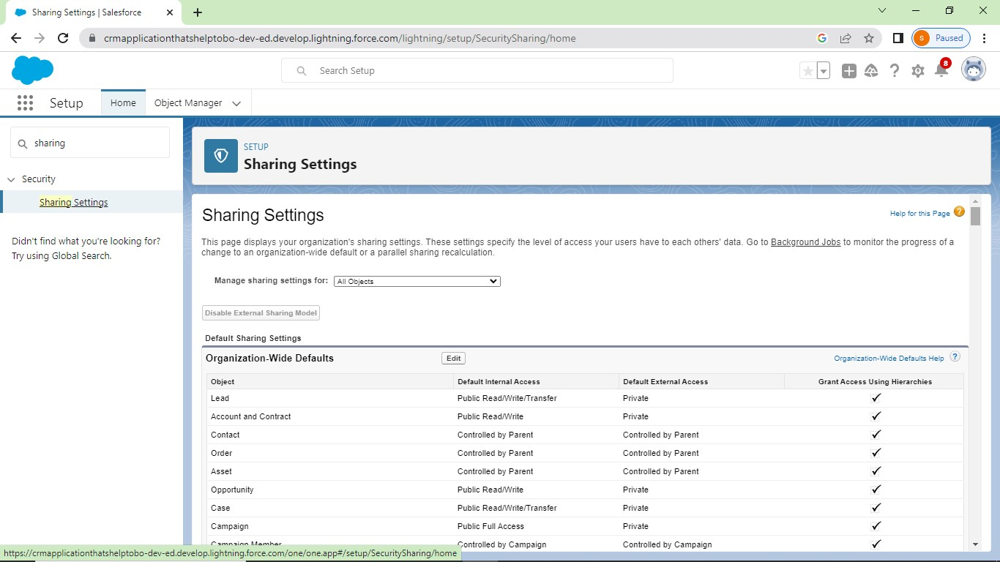 Sharing Settings | Salesforce
crmapplicationthatshelptobo-dev-ed.develop.lightning.force.com/lightning/setup/SecuritySharing/home
S
Paused
Search Setup
8
Setup
Home
Object Manager
sharing
Security
Sharing Settings
Didn't find what you're looking for?
Try using Global Search.
SETUP
Sharing Settings
Sharing Settings
Help for this Page ?
This page displays your organization's sharing settings. These settings specify the level of access your users have to each others' data. Go to Background Jobs to monitor the progress of a
change to an organization-wide default or a parallel sharing recalculation.
Manage sharing settings for: All Objects
Disable External Sharing Model
Default Sharing Settings
Organization-Wide Defaults Edit Organization-Wide Defaults Help ?
Object Default Internal Access Default External Access Grant Access Using Hierarchies
Lead Public Read/Write/Transfer Private
Account and Contract Public Read/Write Private
Contact Controlled by Parent Controlled by Parent
Order Controlled by Parent Controlled by Parent
Asset Controlled by Parent Controlled by Parent
Opportunity Public Read/Write Private
Case Public Read/Write/Transfer Private
Campaign Public Full Access Private
Campaign Member Controlled by Campaign Controlled by Campaign
https://crmapplicationthatshelptobo-dev-ed.develop.lightning.force.com/one/one.app#/setup/SecuritySharing/home